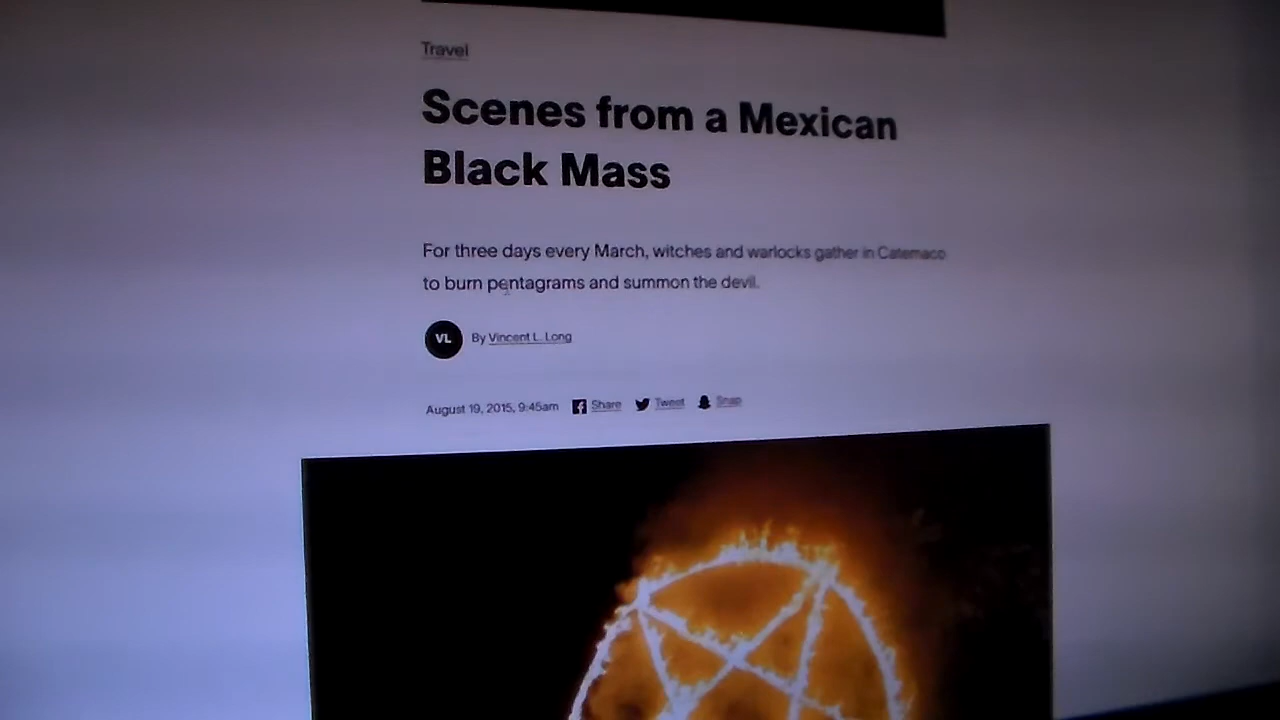 Travel
Scenes from a Mexican
Black Mass
For three days every March, witches and warlocks gather in Catemaco
to burn pentagrams and summon the devil.
VL By Vincent L. Long
August 19, 2015, 9:45am Share Tweet Snap